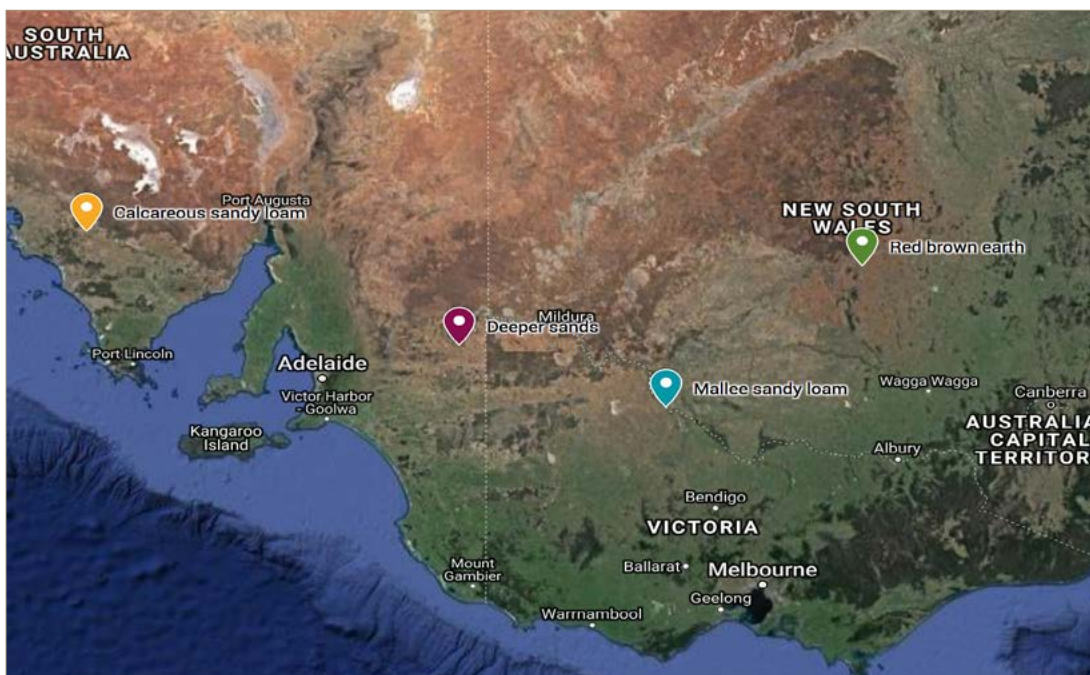 SOUTH
AUSTRALIA
Port Augusta
Calcareous sandy loam
NEW SOUTH
WALES
Red brown earth
Mildura
Deeper sands
Port Lincoln
Adelaide
Mallee sandy loam
Wagga Wagga
Victor Harbor
- Goolwa
Canberra
Kangaroo
Island
AUSTRALIA
CAPITAL
TERRITOR
Albury
Bendigo
VICTORIA
Mount
Gambier
Ballarat
Melbourne
Geelong
Warrnambool